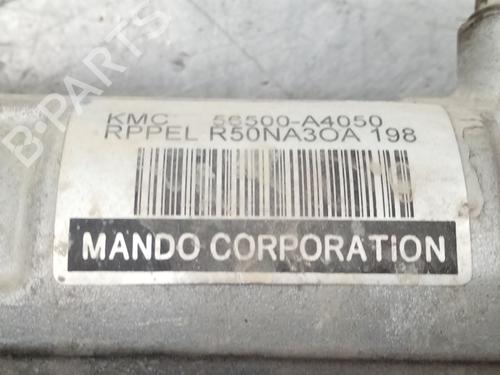 B-PARTS
KMC 56500-A4050
RPPEL R50NA3OA 198
MANDO CORPORATION